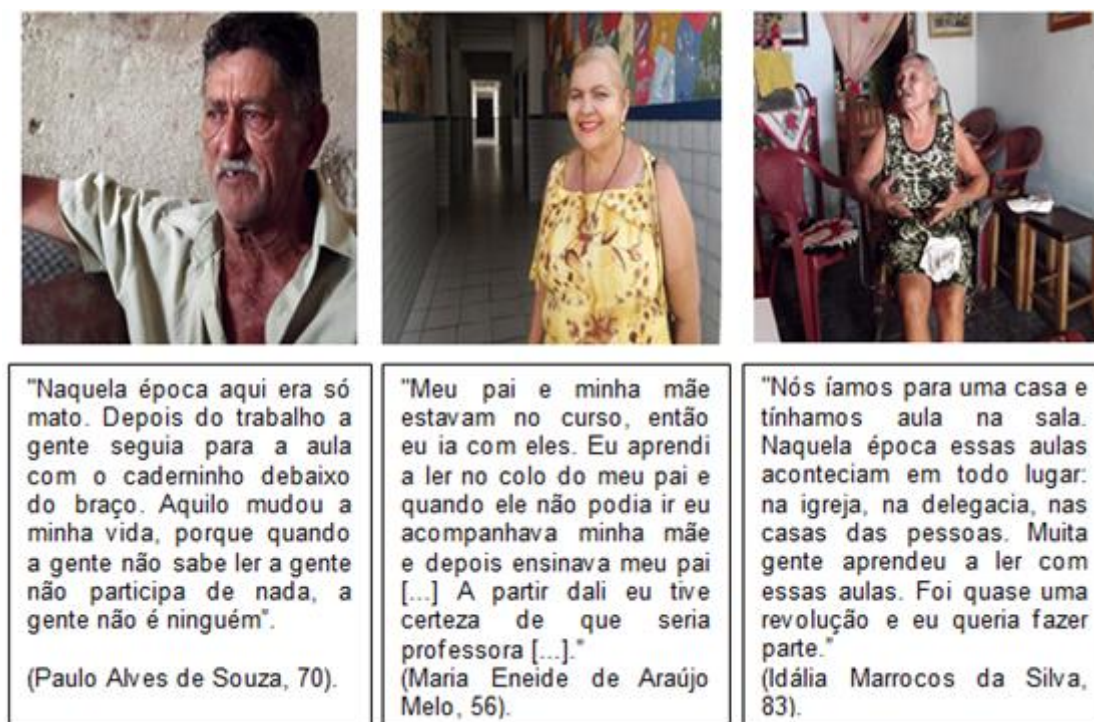 "Naquela época aqui era só
mato. Depois do trabalho a
gente seguia para a aula
com o caderninho debaixo
do braço. Aquilo mudou a
minha vida, porque quando
a gente não sabe ler a gente
não participa de nada, a
gente não é ninguém".
(Paulo Alves de Souza, 70).
"Meu pai e minha mãe
estavam no curso, então
eu ia com eles. Eu aprendi
a ler no colo do meu pai e
quando ele não podia ir eu
acompanhava minha mãe
e depois ensinava meu pai
[...] A partir dali eu tive
certeza de que seria
professora [...]."
(Maria Eneide de Araújo
Melo, 56).
"Nós íamos para uma casa e
tínhamos aula na sala.
Naquela época essas aulas
aconteciam em todo lugar:
na igreja, na delegacia, nas
casas das pessoas. Muita
gente aprendeu a ler com
essas aulas. Foi quase uma
revolução e eu queria fazer
parte."
(Idália Marrocos da Silva,
83).